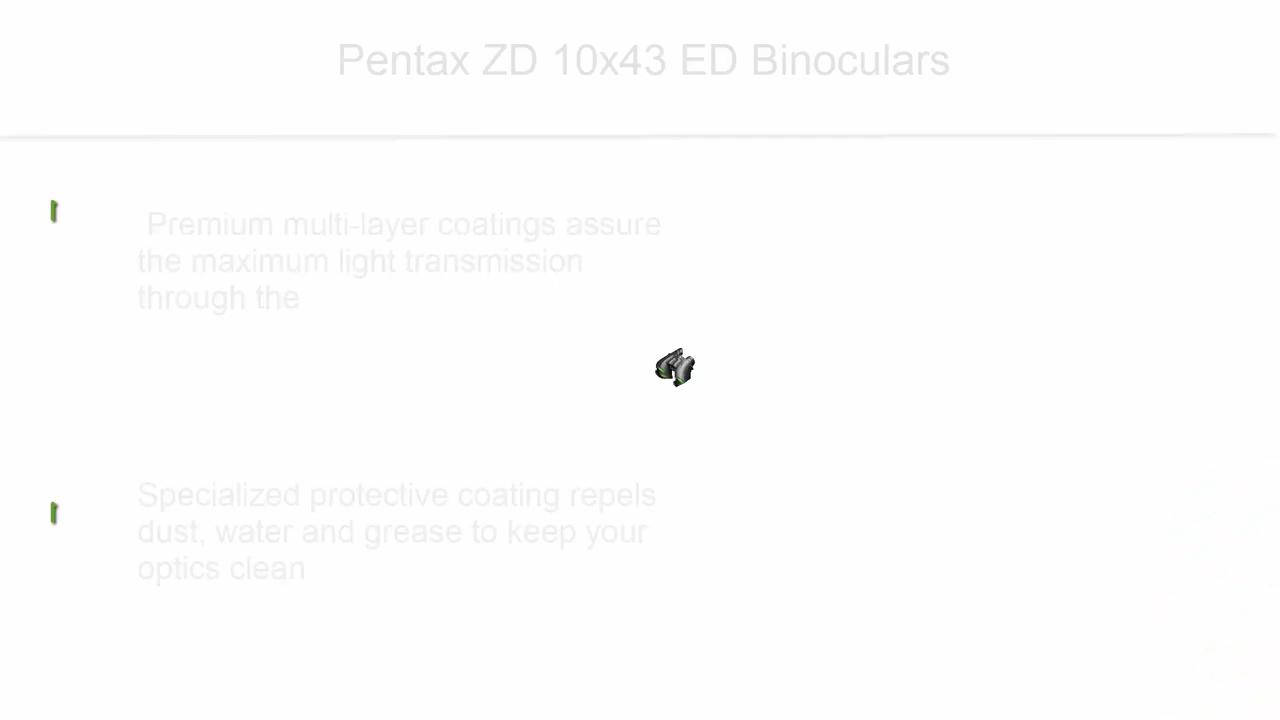 Pentax ZD 10x43 ED Binoculars
Premium multi-layer coatings assure
the maximum light transmission
through the
Specialized protective coating repels
dust, water and grease to keep your
optics clean